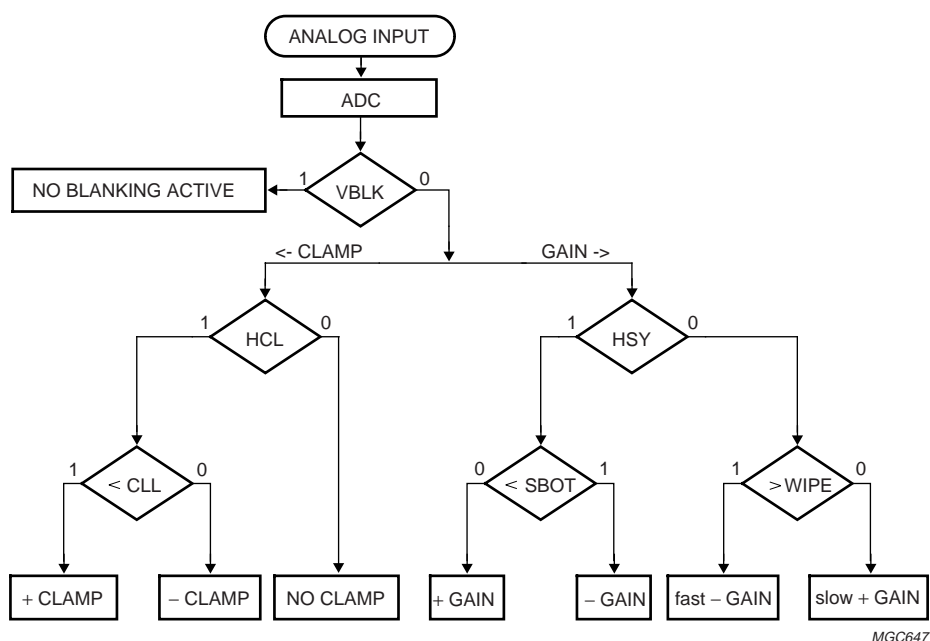 ANALOG INPUT
ADC
NO BLANKING ACTIVE
1
VBLK
0
<- CLAMP
GAIN ->
1
HCL
0
1
HSY
0
1
< CLL
0
0
< SBOT
1
1
>WIPE
0
+ CLAMP
− CLAMP
NO CLAMP
+ GAIN
− GAIN
fast − GAIN
slow + GAIN
MGC647